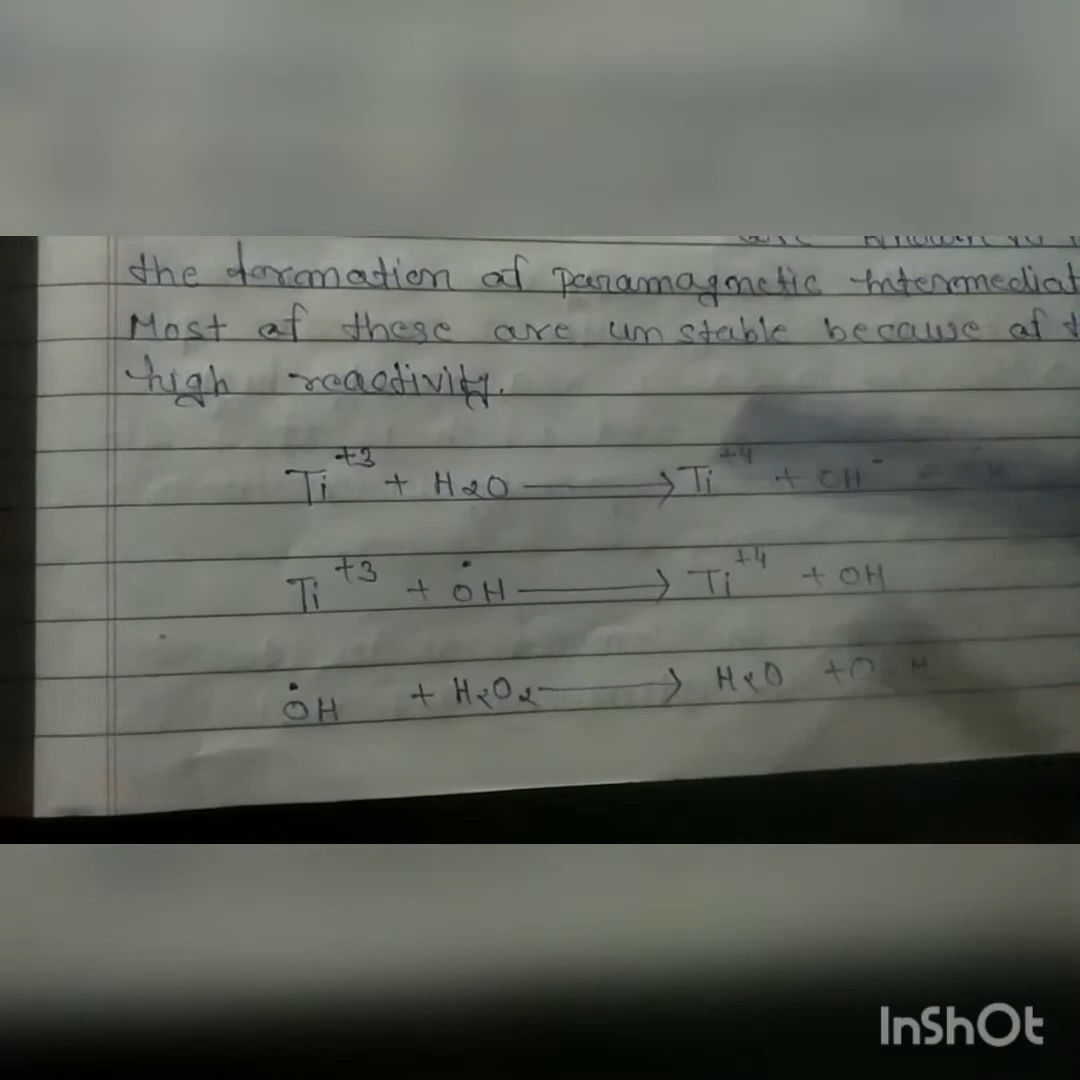 the formation of paramagnetic intermediat
Most of these are unstable because of
high reactivity.
Ti+3 + H2O ⟶ Ti+4 + OH-
Ti+3 + ȮH ⟶ Ti+4 + OH
ȮH + H2O2 ⟶ H2O +
InShOt